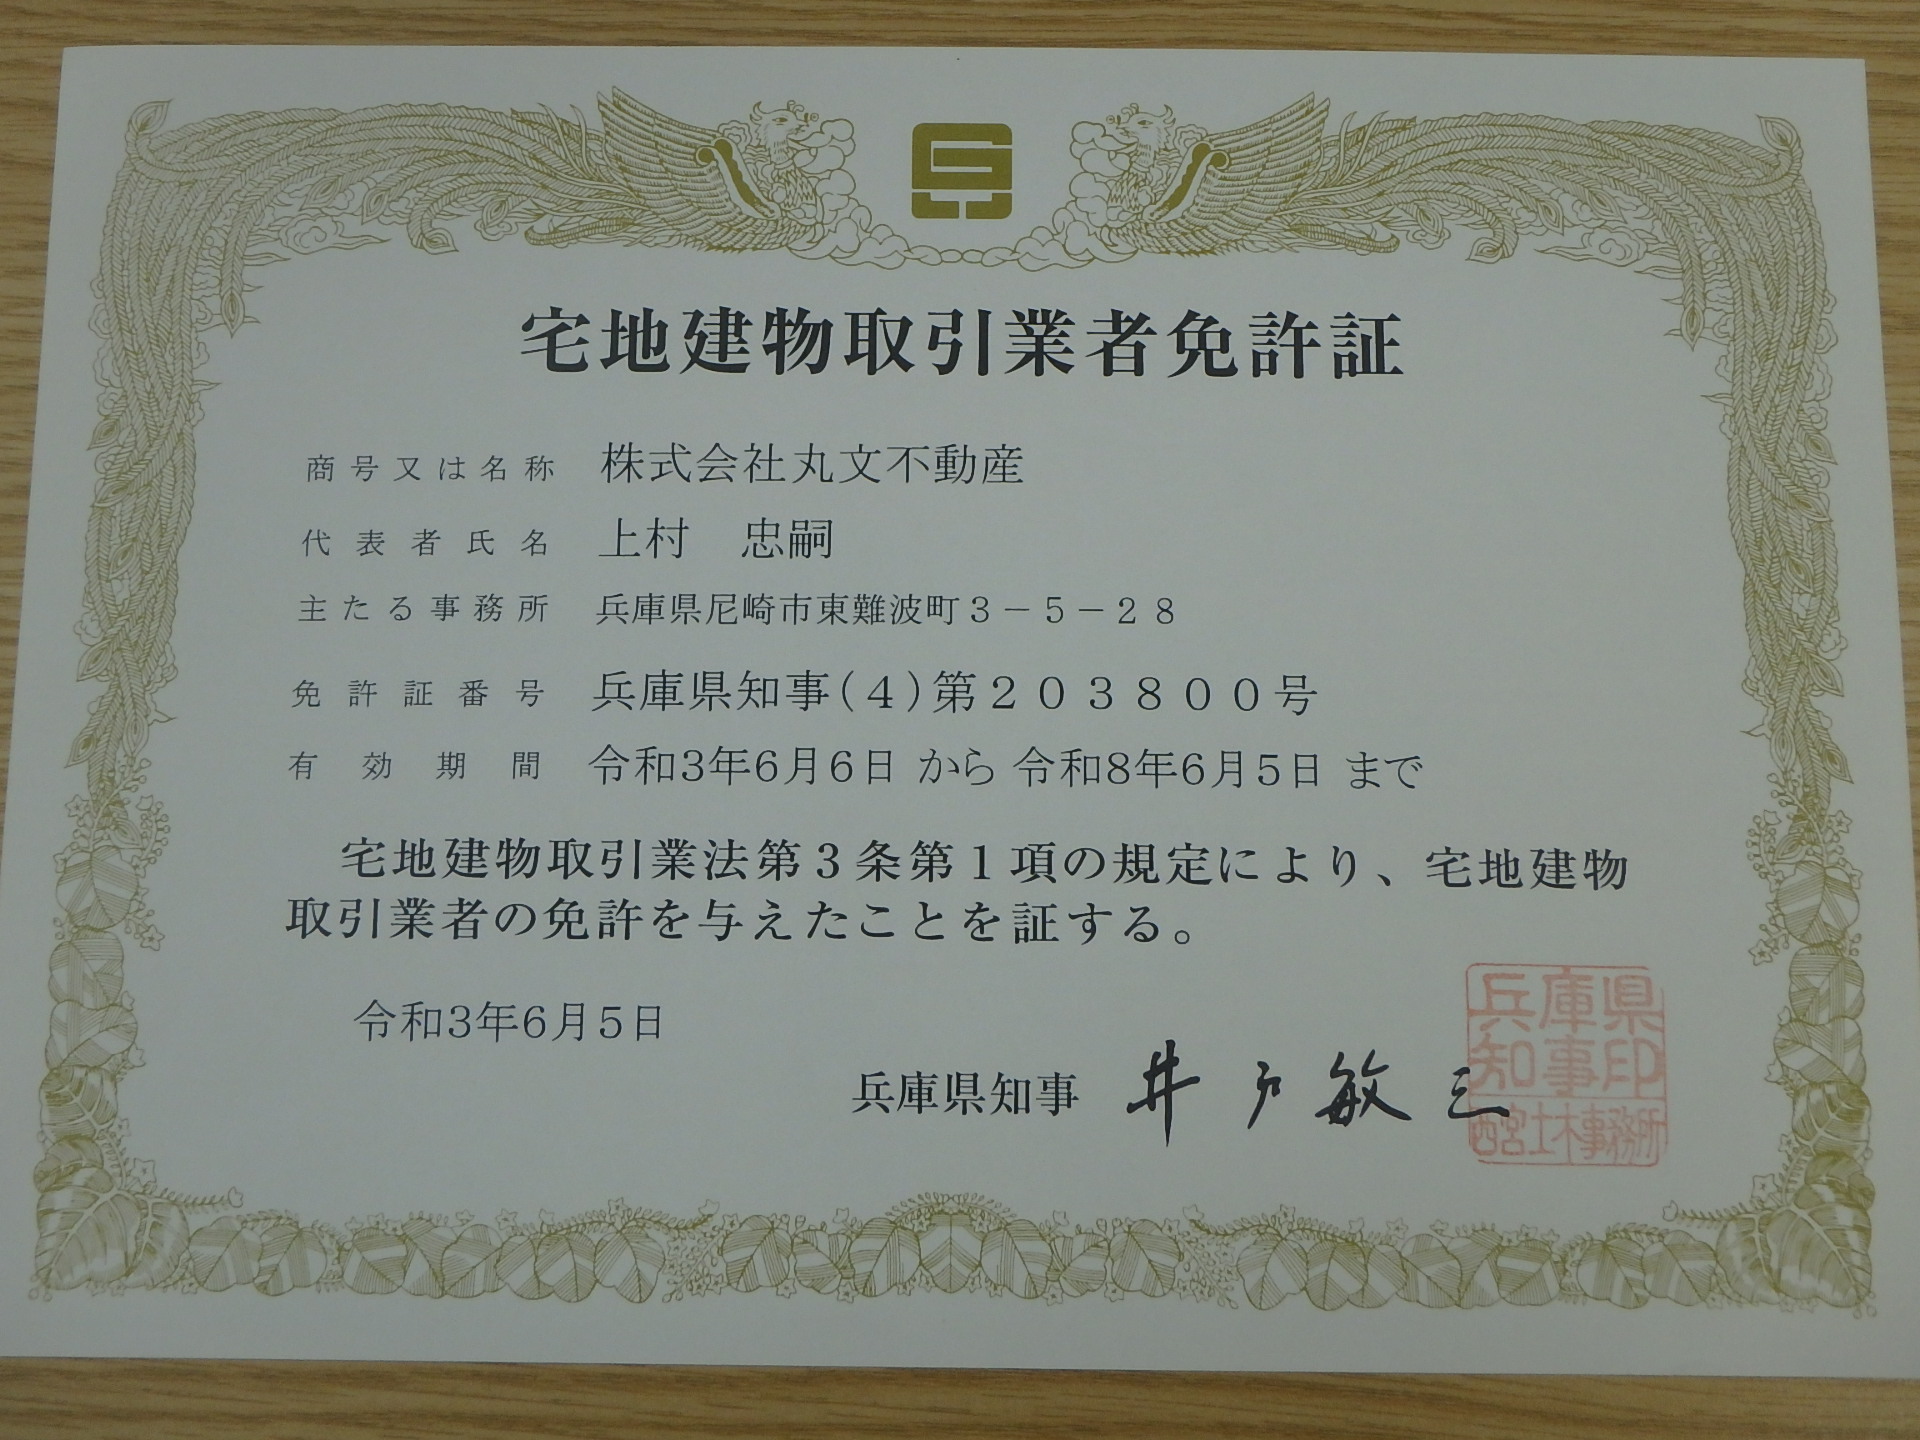 宅地建物取引業者免許証
商号又は名称 株式会社丸文不動産
代表者氏名 上村 忠嗣
主たる事務所 兵庫県尼崎市東難波町3-5-28
免許証番号 兵庫県知事(4)第203800号
有効期間 令和3年6月6日 から 令和8年6月5日 まで
宅地建物取引業法第3条第1項の規定により、宅地建物
取引業者の免許を与えたことを証する。
令和3年6月5日
兵庫県知事 井戸敏三
兵庫県
知事印
西宮土木事務所